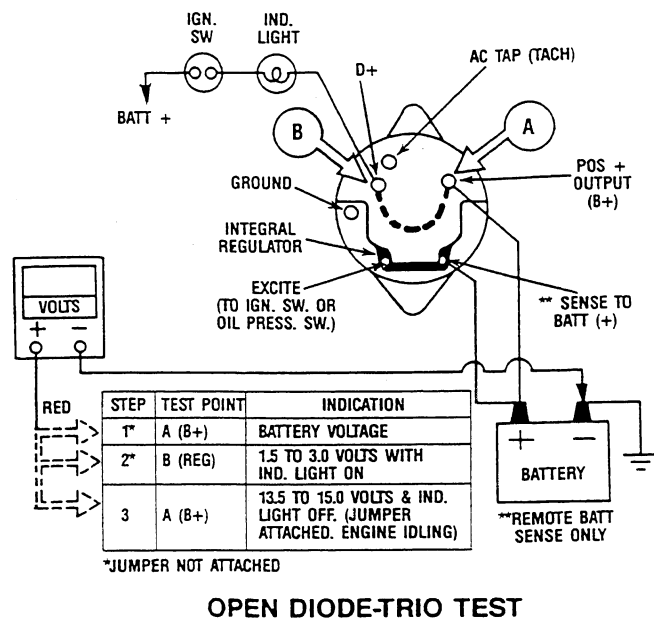 IGN.
SW
IND.
LIGHT
BATT +
D+
AC TAP (TACH)
B
A
GROUND
POS +
OUTPUT
(B+)
INTEGRAL
REGULATOR
EXCITE
(TO IGN. SW. OR
OIL PRESS. SW.)
** SENSE TO
BATT (+)
VOLTS
+ −
RED
STEP TEST POINT INDICATION
1* A (B+) BATTERY VOLTAGE
2* B (REG) 1.5 TO 3.0 VOLTS WITH
IND. LIGHT ON
3 A (B+) 13.5 TO 15.0 VOLTS & IND.
LIGHT OFF. (JUMPER
ATTACHED. ENGINE IDLING)
*JUMPER NOT ATTACHED
+ −
BATTERY
**REMOTE BATT
SENSE ONLY
OPEN DIODE-TRIO TEST